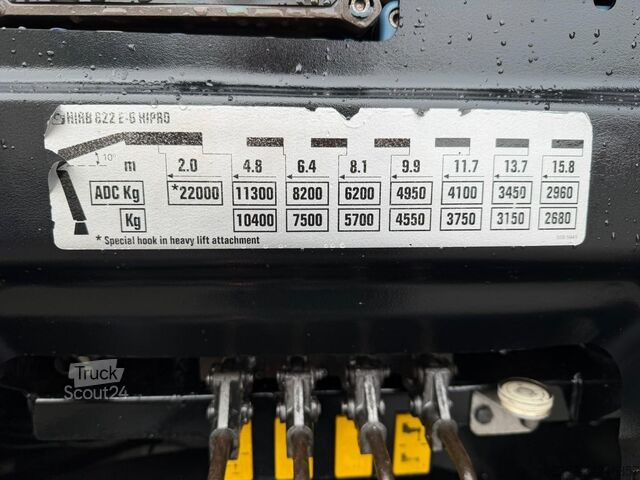 HIAB 822 E-6 HIPRO
10°
m 2.0 4.8 6.4 8.1 9.9 11.7 13.7 15.8
ADC Kg *22000 11300 8200 6200 4950 4100 3450 2960
Kg 10400 7500 5700 4550 3750 3150 2680
* Special hook in heavy lift attachment
Truck
Scout24